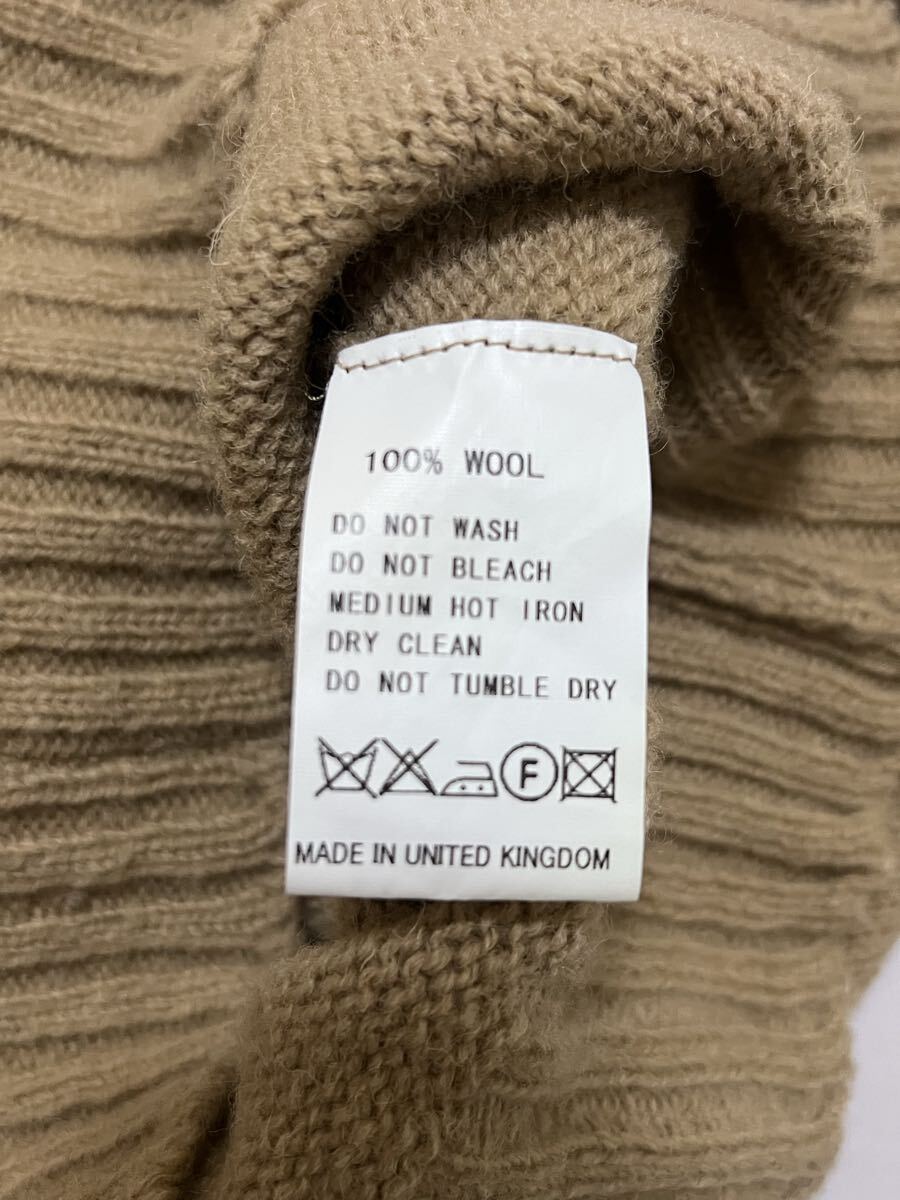 100% WOOL
DO NOT WASH
DO NOT BLEACH
MEDIUM HOT IRON
DRY CLEAN
DO NOT TUMBLE DRY
F
MADE IN UNITED KINGDOM